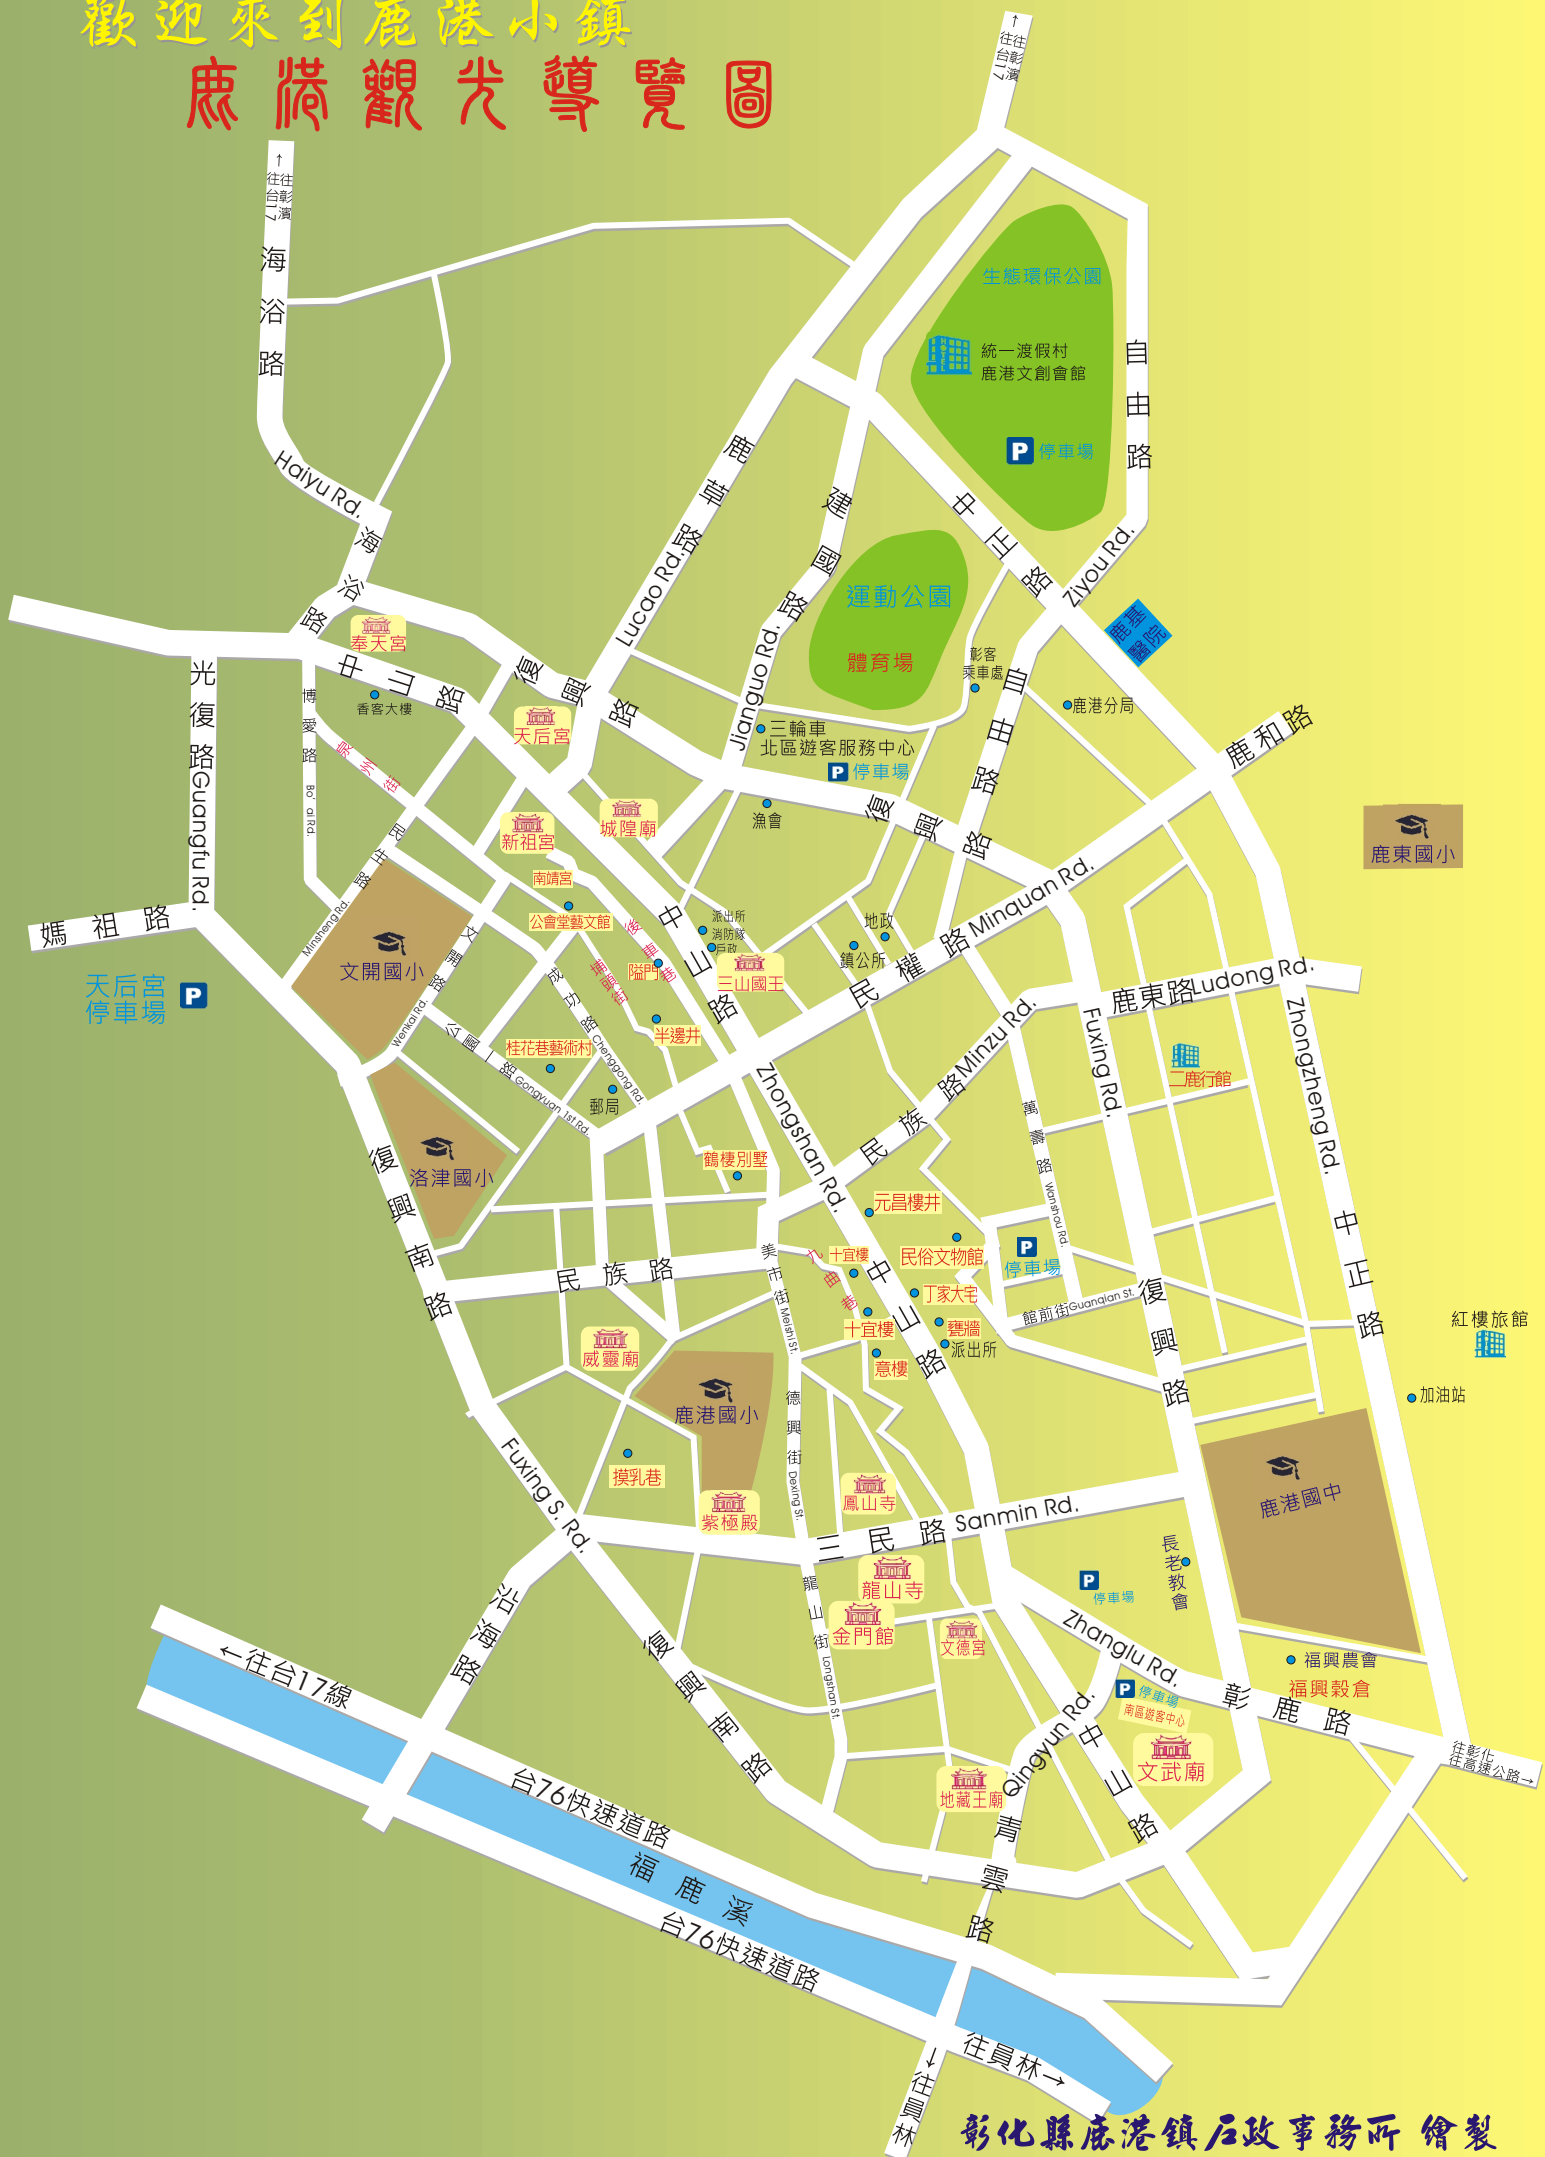 歡迎來到鹿港小鎮
鹿港觀光導覽圖
↑
往彰濱
往台17
↑
往彰濱
往台17
海浴路
Haiyu Rd.
海浴路
生態環保公園
統一渡假村
鹿港文創會館
HOTEL
P 停車場
自由路
Ziyou Rd.
鹿草路
Lucao Rd.
建國路
Jianguo Rd.
中正路
運動公園
體育場
彰客
乘車處
鹿基
醫院
鹿港分局
自由路
鹿和路
奉天宮
中山路
香客大樓
復興路
天后宮
三輪車
北區遊客服務中心
P 停車場
漁會
復興路
光復路
Guangfu Rd.
博愛路
Bo' ai Rd.
泉州街
民生路
Minsheng Rd.
新祖宮
城隍廟
南靖宮
公會堂藝文館
鹿東國小
媽祖路
天后宮
停車場
P
文開國小
文開路
Wenkai Rd.
成功路
Chenggong Rd.
埔頭街
後車巷
隘門
中山路
派出所
消防隊
戶政
三山國王
地政
鎮公所
民權路
Minquan Rd.
半邊井
公園一路
Gongyuan 1st Rd.
桂花巷藝術村
郵局
鹿東路
Ludong Rd.
Fuxing Rd.
民族路
Minzu Rd.
二鹿行館
Zhongzheng Rd.
Zhongshan Rd.
萬壽路
Wanshou Rd.
洛津國小
復興南路
鶴棲別墅
元昌樓井
民俗文物館
P
停車場
民族路
美市街
Meishi St.
九曲巷
十宜樓
丁家大宅
十宜樓
甕牆
派出所
意樓
中山路
館前街
Guanqian St.
復興路
中正路
紅樓旅館
加油站
威靈廟
鹿港國小
德興街
Dexing St.
摸乳巷
紫極殿
鳳山寺
三民路
Sanmin Rd.
鹿港國中
Fuxing S. Rd.
龍山寺
金門館
文德宮
龍山街
Longshan St.
P
停車場
長老教會
Zhanglu Rd.
彰鹿路
福興農會
福興穀倉
P 停車場
南區遊客中心
文武廟
往彰化
往高速公路→
沿海路
復興南路
←往台17線
台76快速道路
福鹿溪
台76快速道路
地藏王廟
Qingyun Rd.
青雲路
中山路
往員林→
←往員林
彰化縣鹿港鎮戶政事務所 繪製